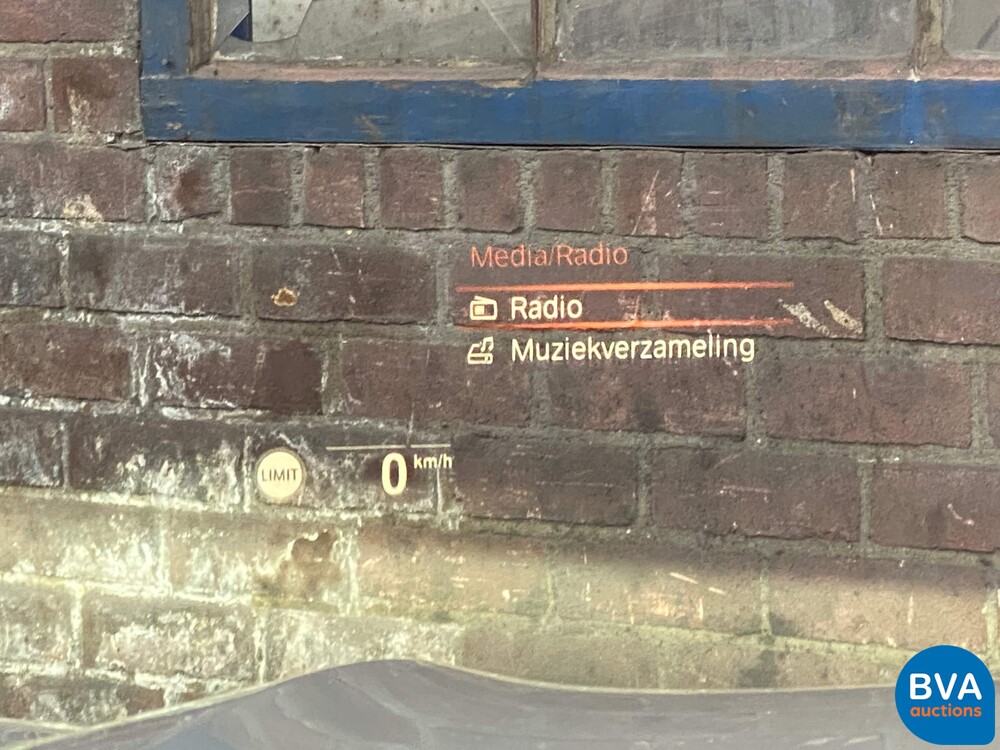 Media/Radio
Radio
Muziekverzameling
LIMIT
0 km/h
BVA
auctions